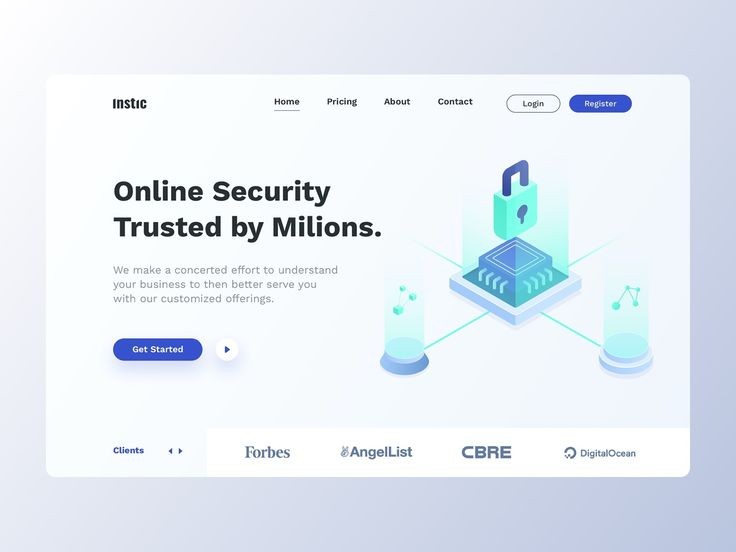 Instic
Home
Pricing
About
Contact
Login
Register
Online Security
Trusted by Milions.
We make a concerted effort to understand
your business to then better serve you
with our customized offerings.
Get Started
Clients
Forbes
AngelList
CBRE
DigitalOcean